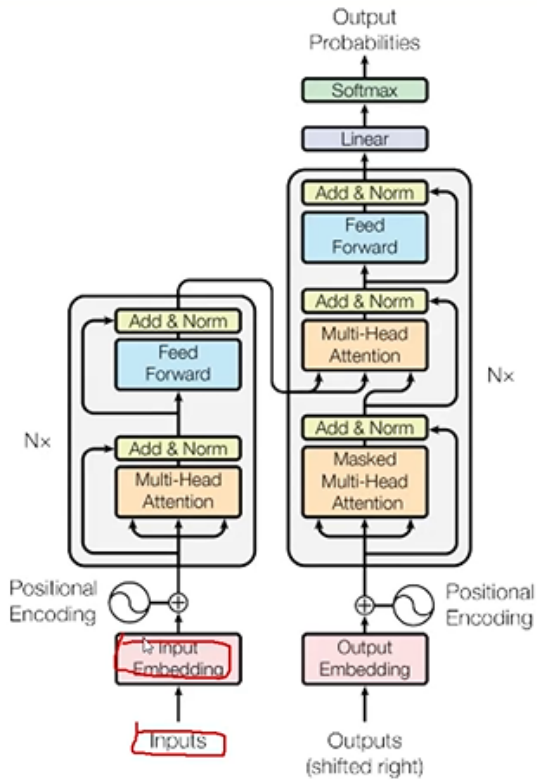 Output
Probabilities
Softmax
Linear
Add & Norm
Feed
Forward
Add & Norm
Multi-Head
Attention
Add & Norm
Masked
Multi-Head
Attention
Nx
Positional
Encoding
Output
Embedding
Outputs
(shifted right)
Add & Norm
Feed
Forward
Add & Norm
Multi-Head
Attention
Nx
Positional
Encoding
Input
Embedding
Inputs